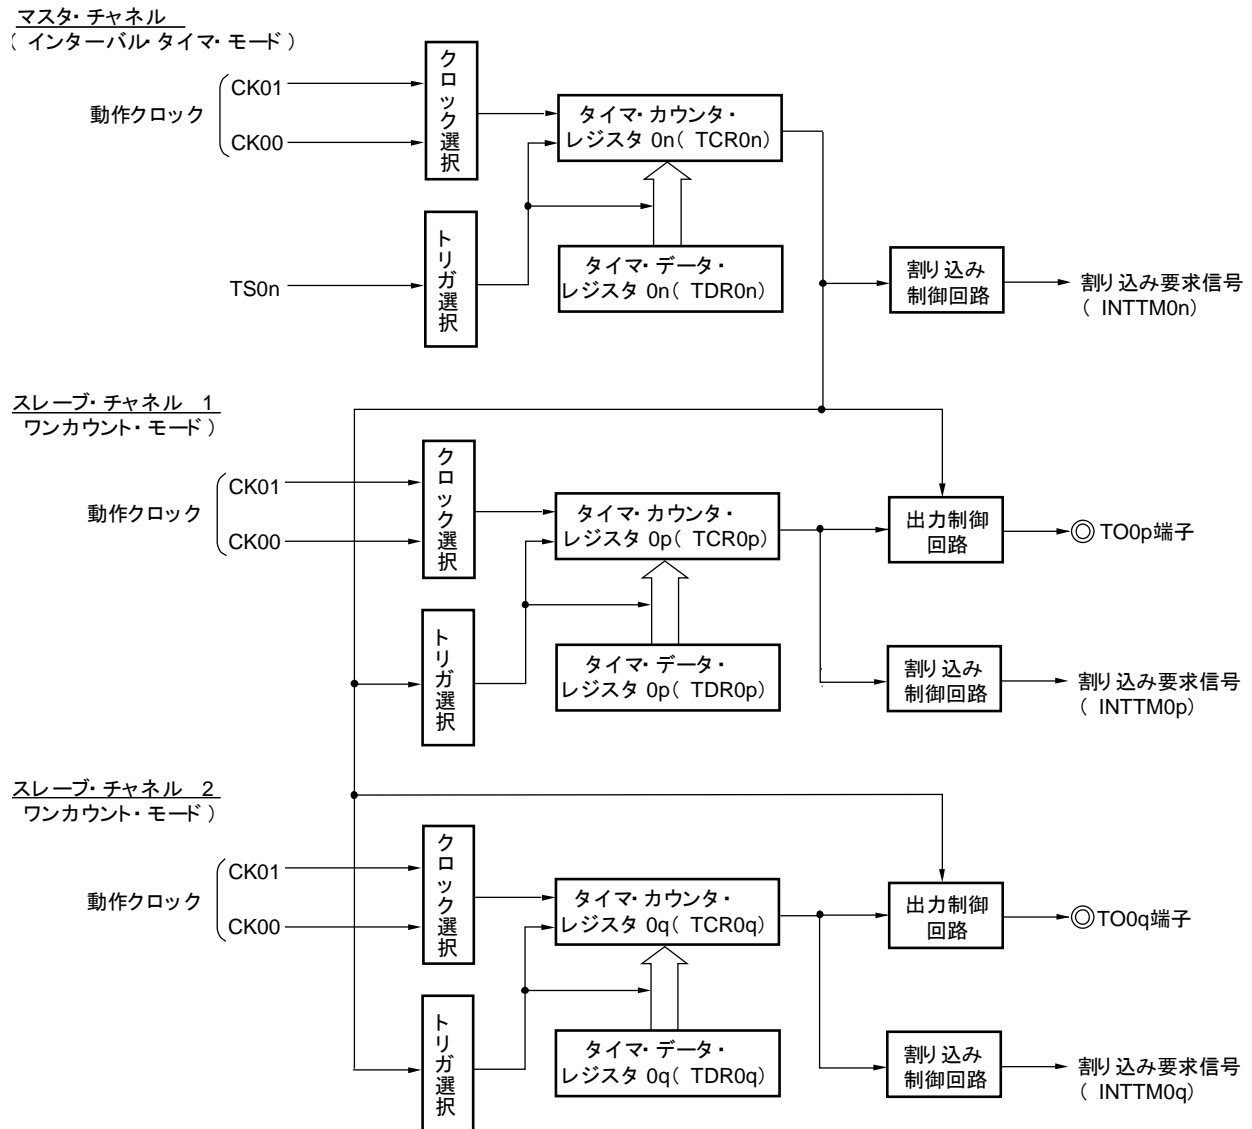 マスタ・チャネル
( インターバル・タイマ・モード )
動作クロック
CK01
CK00
クロック選択
タイマ・カウンタ・
レジスタ 0n( TCR0n)
TS0n
トリガ選択
タイマ・データ・
レジスタ 0n( TDR0n)
割り込み
制御回路
割り込み要求信号
( INTTM0n)
スレーブ・チャネル 1
ワンカウント・モード )
動作クロック
CK01
CK00
クロック選択
タイマ・カウンタ・
レジスタ 0p( TCR0p)
出力制御
回路
TO0p端子
トリガ選択
タイマ・データ・
レジスタ 0p( TDR0p)
割り込み
制御回路
割り込み要求信号
( INTTM0p)
スレーブ・チャネル 2
ワンカウント・モード )
動作クロック
CK01
CK00
クロック選択
タイマ・カウンタ・
レジスタ 0q( TCR0q)
出力制御
回路
TO0q端子
トリガ選択
タイマ・データ・
レジスタ 0q( TDR0q)
割り込み
制御回路
割り込み要求信号
( INTTM0q)